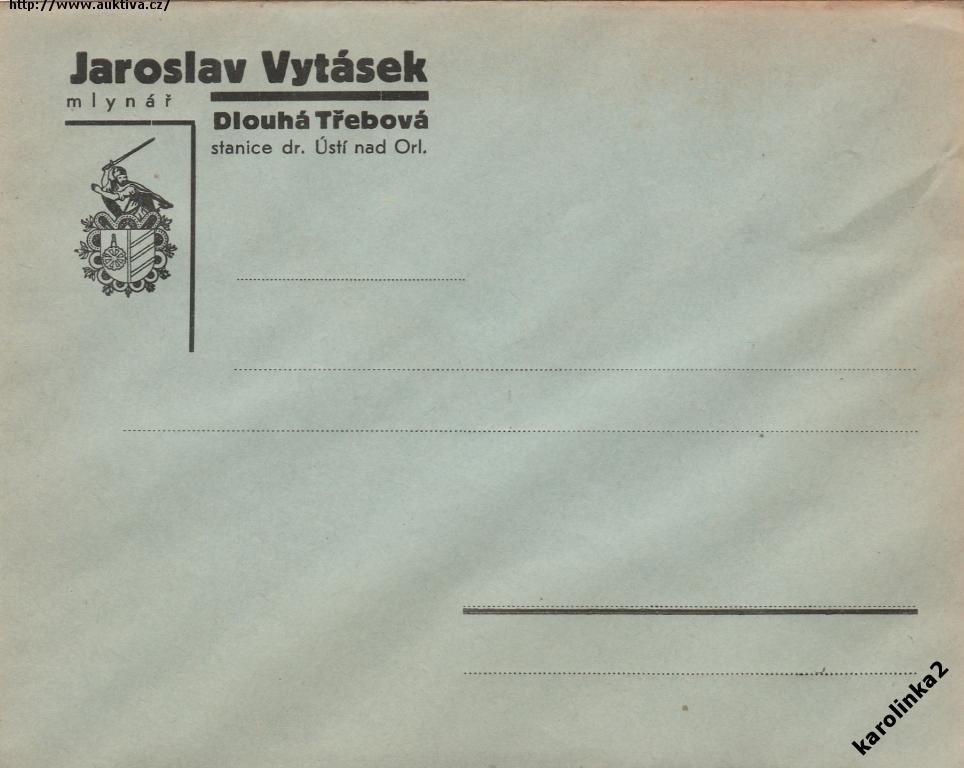 http://www.auktiva.cz/
Jaroslav Vytásek
mlynář
Dlouhá Třebová
stanice dr. Ústí nad Orl.
karolinka2